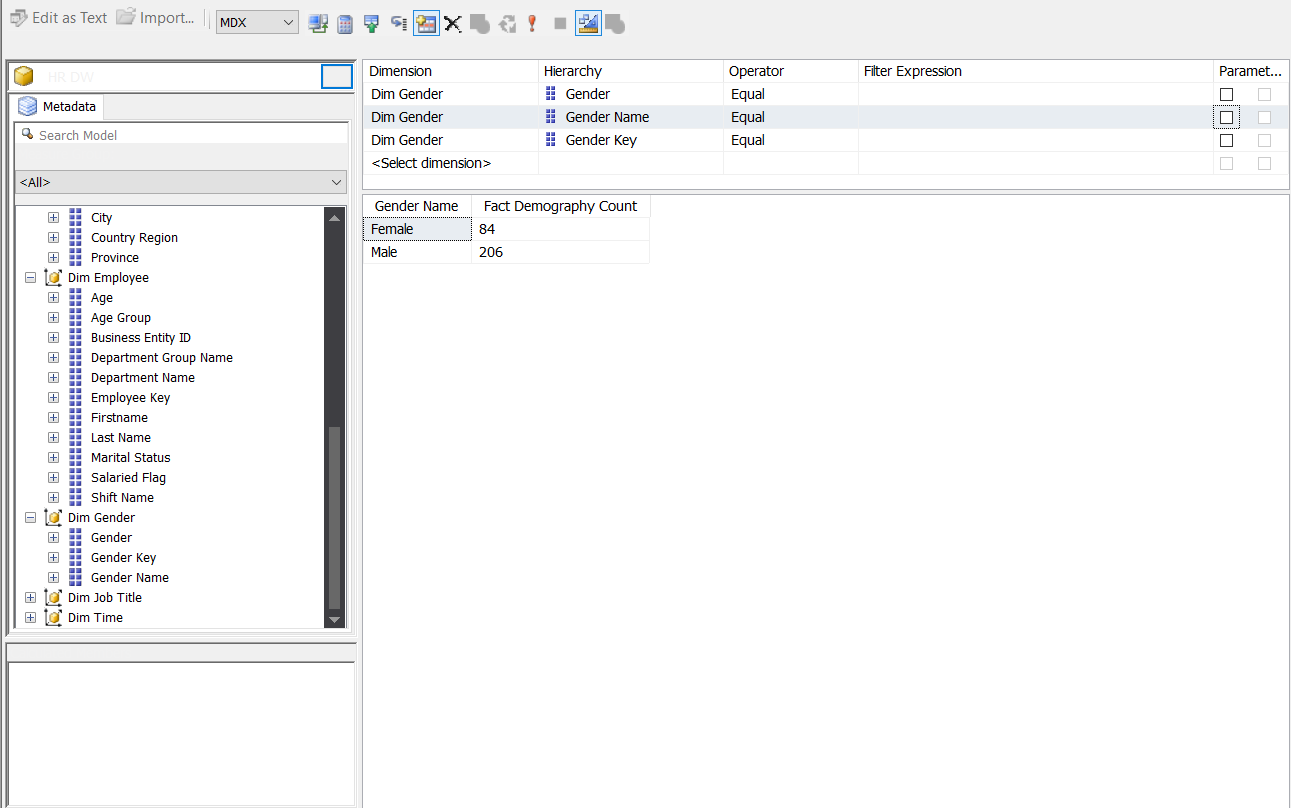 Edit as Text Import... MDX
HR DW
Metadata
Search Model
<All>
City
Country Region
Province
Dim Employee
Age
Age Group
Business Entity ID
Department Group Name
Department Name
Employee Key
Firstname
Last Name
Marital Status
Salaried Flag
Shift Name
Dim Gender
Gender
Gender Key
Gender Name
Dim Job Title
Dim Time
Dimension Hierarchy Operator Filter Expression Paramet...
Dim Gender Gender Equal
Dim Gender Gender Name Equal
Dim Gender Gender Key Equal
<Select dimension>
Gender Name Fact Demography Count
Female 84
Male 206